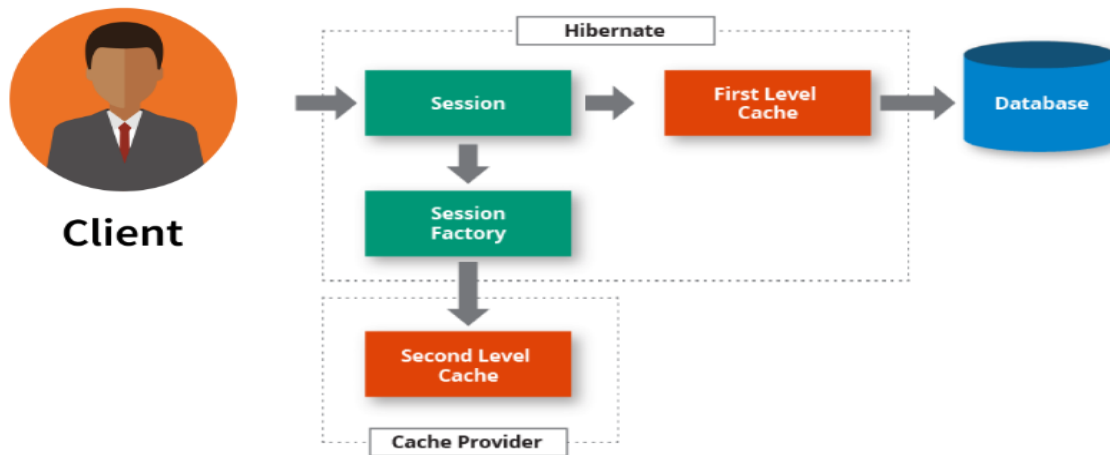 Hibernate
Session
First Level
Cache
Database
Client
Session
Factory
Second Level
Cache
Cache Provider